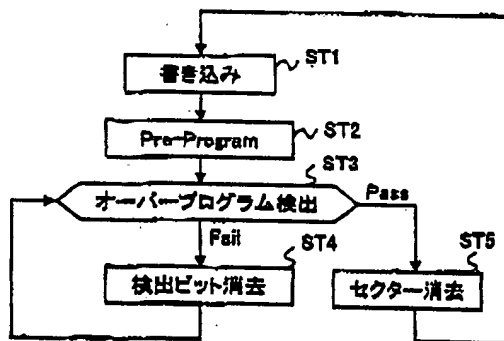 書き込み
ST1
Pre-Program
ST2
オーバープログラム検出
ST3
Pass
Fail
検出ビット消去
ST4
セクター消去
ST5